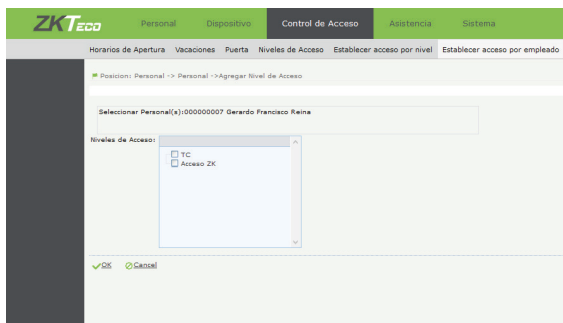 ZKTECO
Personal Dispositivo Control de Acceso Asistencia Sistema
Horarios de Apertura Vacaciones Puerta Niveles de Acceso Establecer acceso por nivel Establecer acceso por empleado
Posicion: Personal -> Personal ->Agregar Nivel de Acceso
Seleccionar Personal(s):000000007 Gerardo Francisco Reina
Niveles de Acceso:
TC
Acceso ZK
OK Cancel